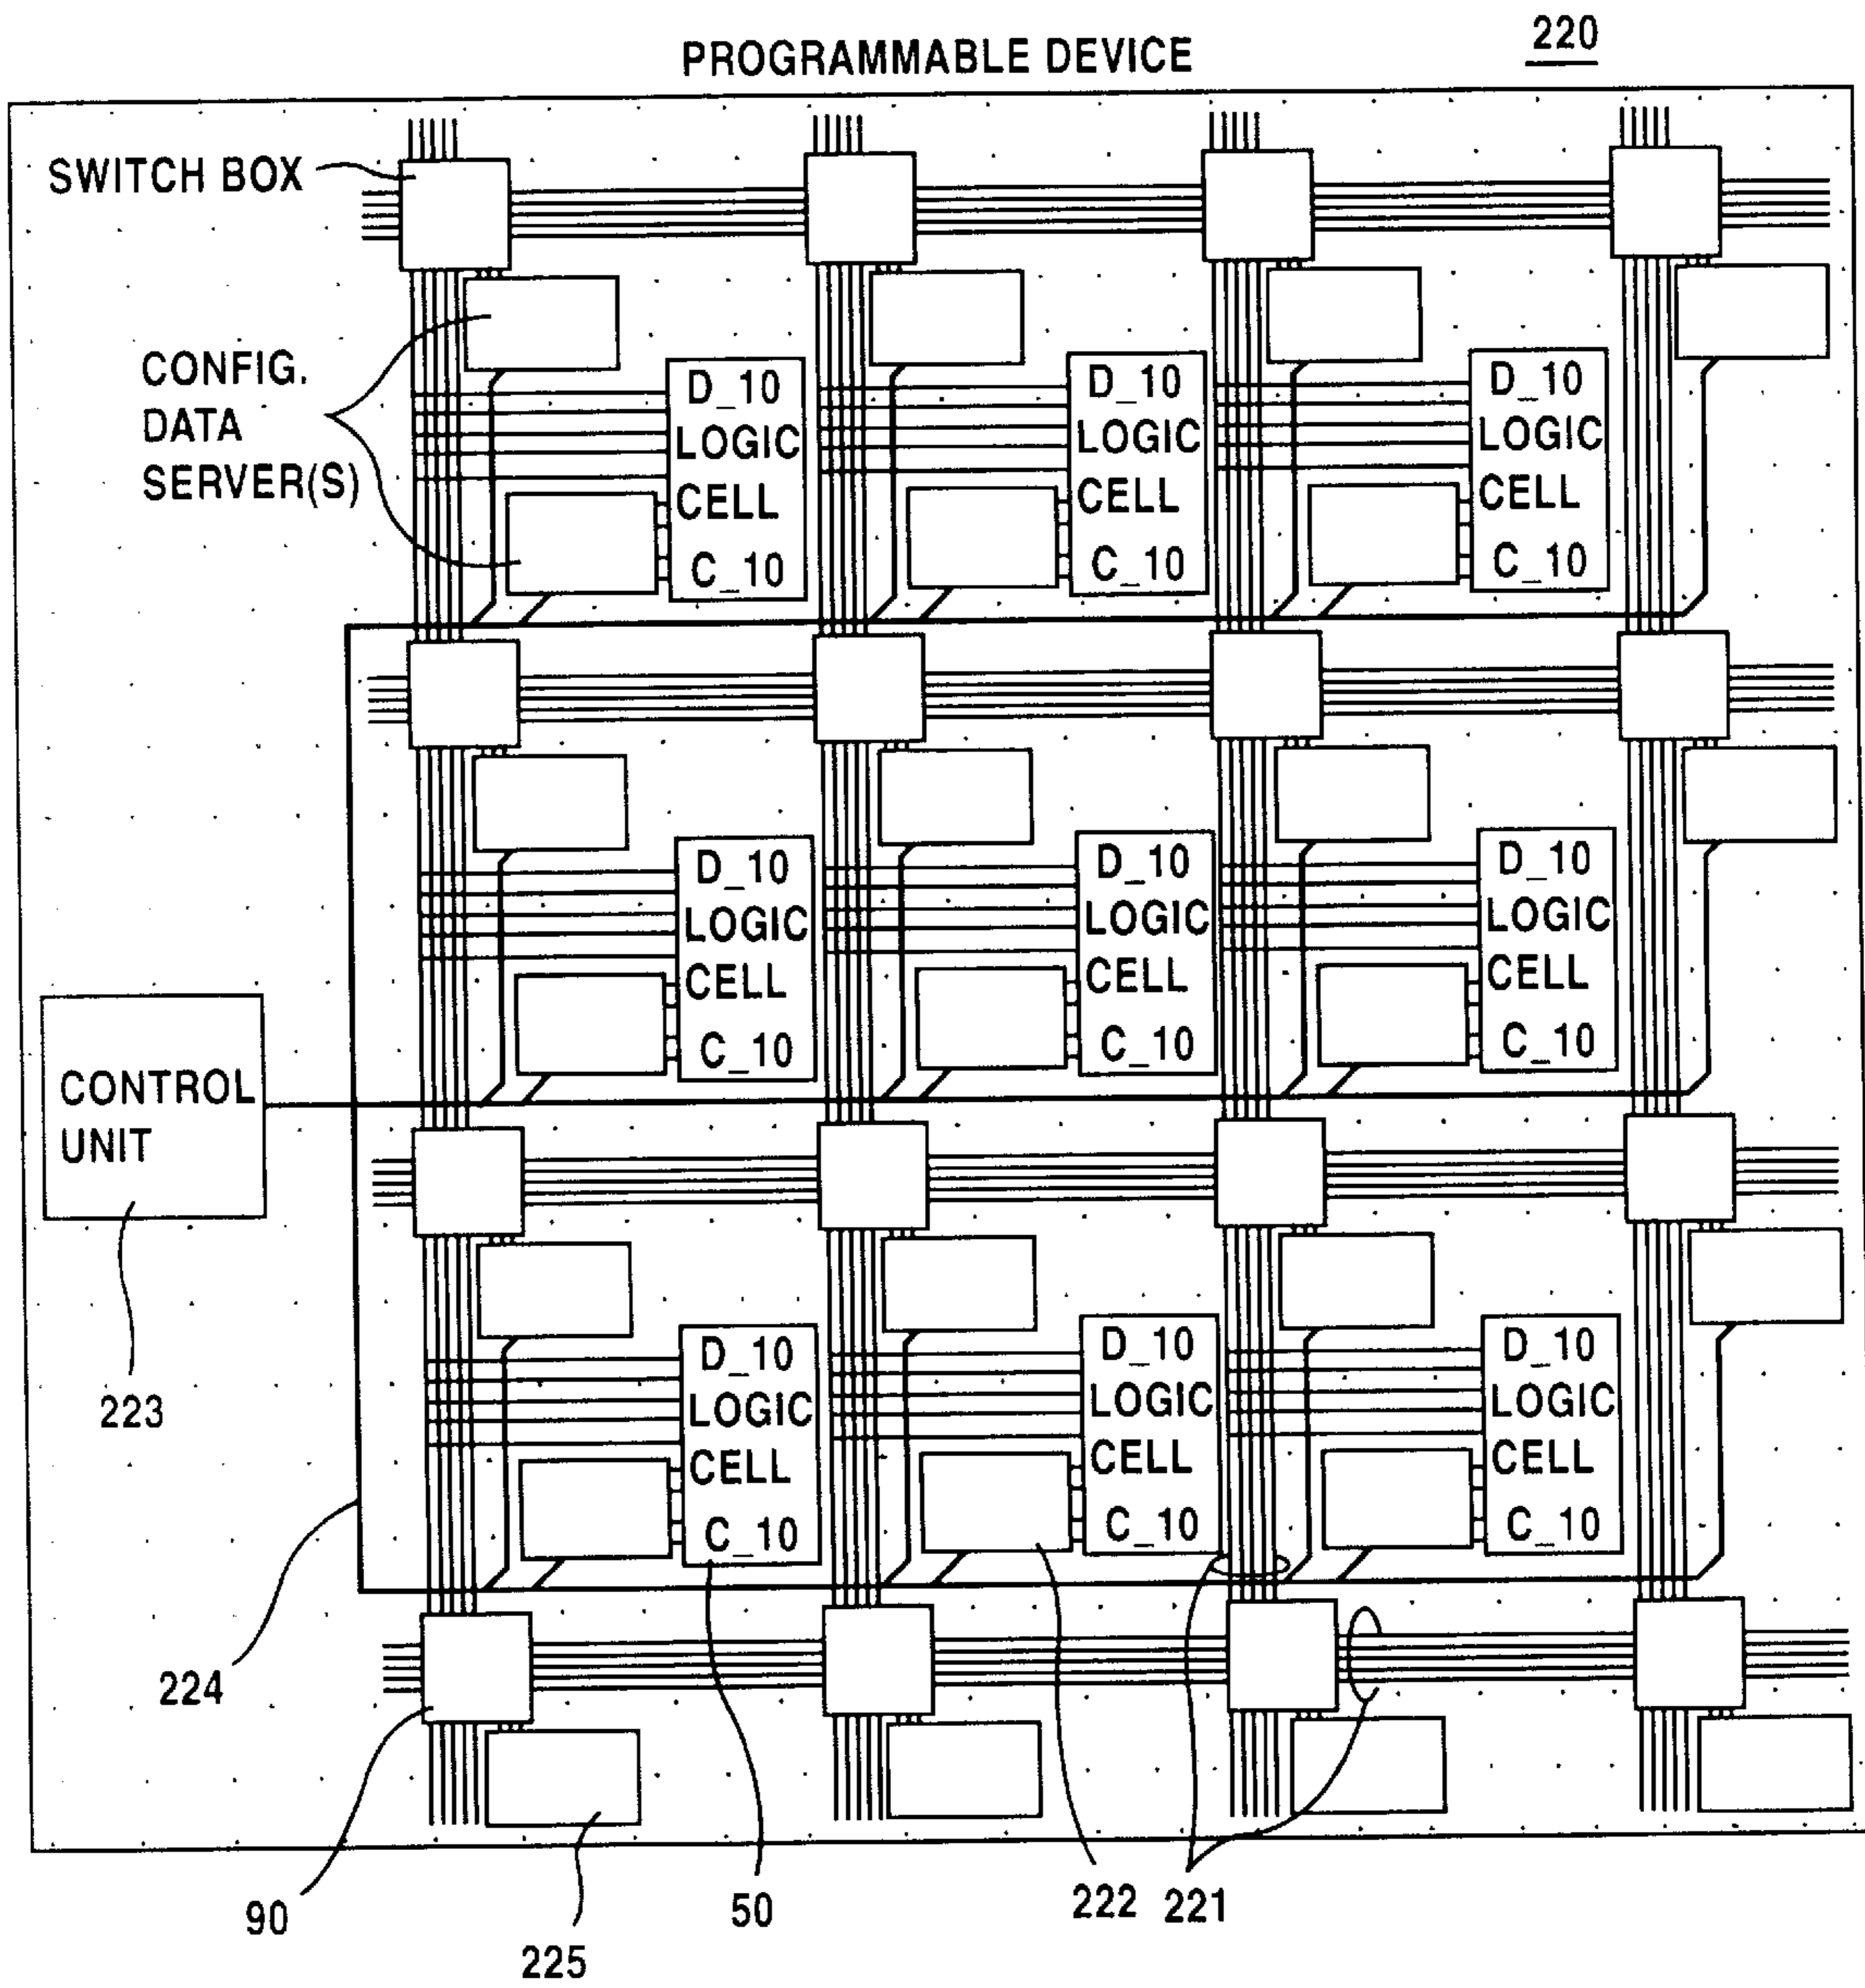 220
PROGRAMMABLE DEVICE
SWITCH BOX
CONFIG.
DATA
SERVER(S)
D_10
LOGIC
CELL
C_10
D_10
LOGIC
CELL
C_10
D_10
LOGIC
CELL
C_10
D_10
LOGIC
CELL
C_10
D_10
LOGIC
CELL
C_10
D_10
LOGIC
CELL
C_10
CONTROL
UNIT
223
D_10
LOGIC
CELL
C_10
D_10
LOGIC
CELL
C_10
D_10
LOGIC
CELL
C_10
224
90
225
50
222
221